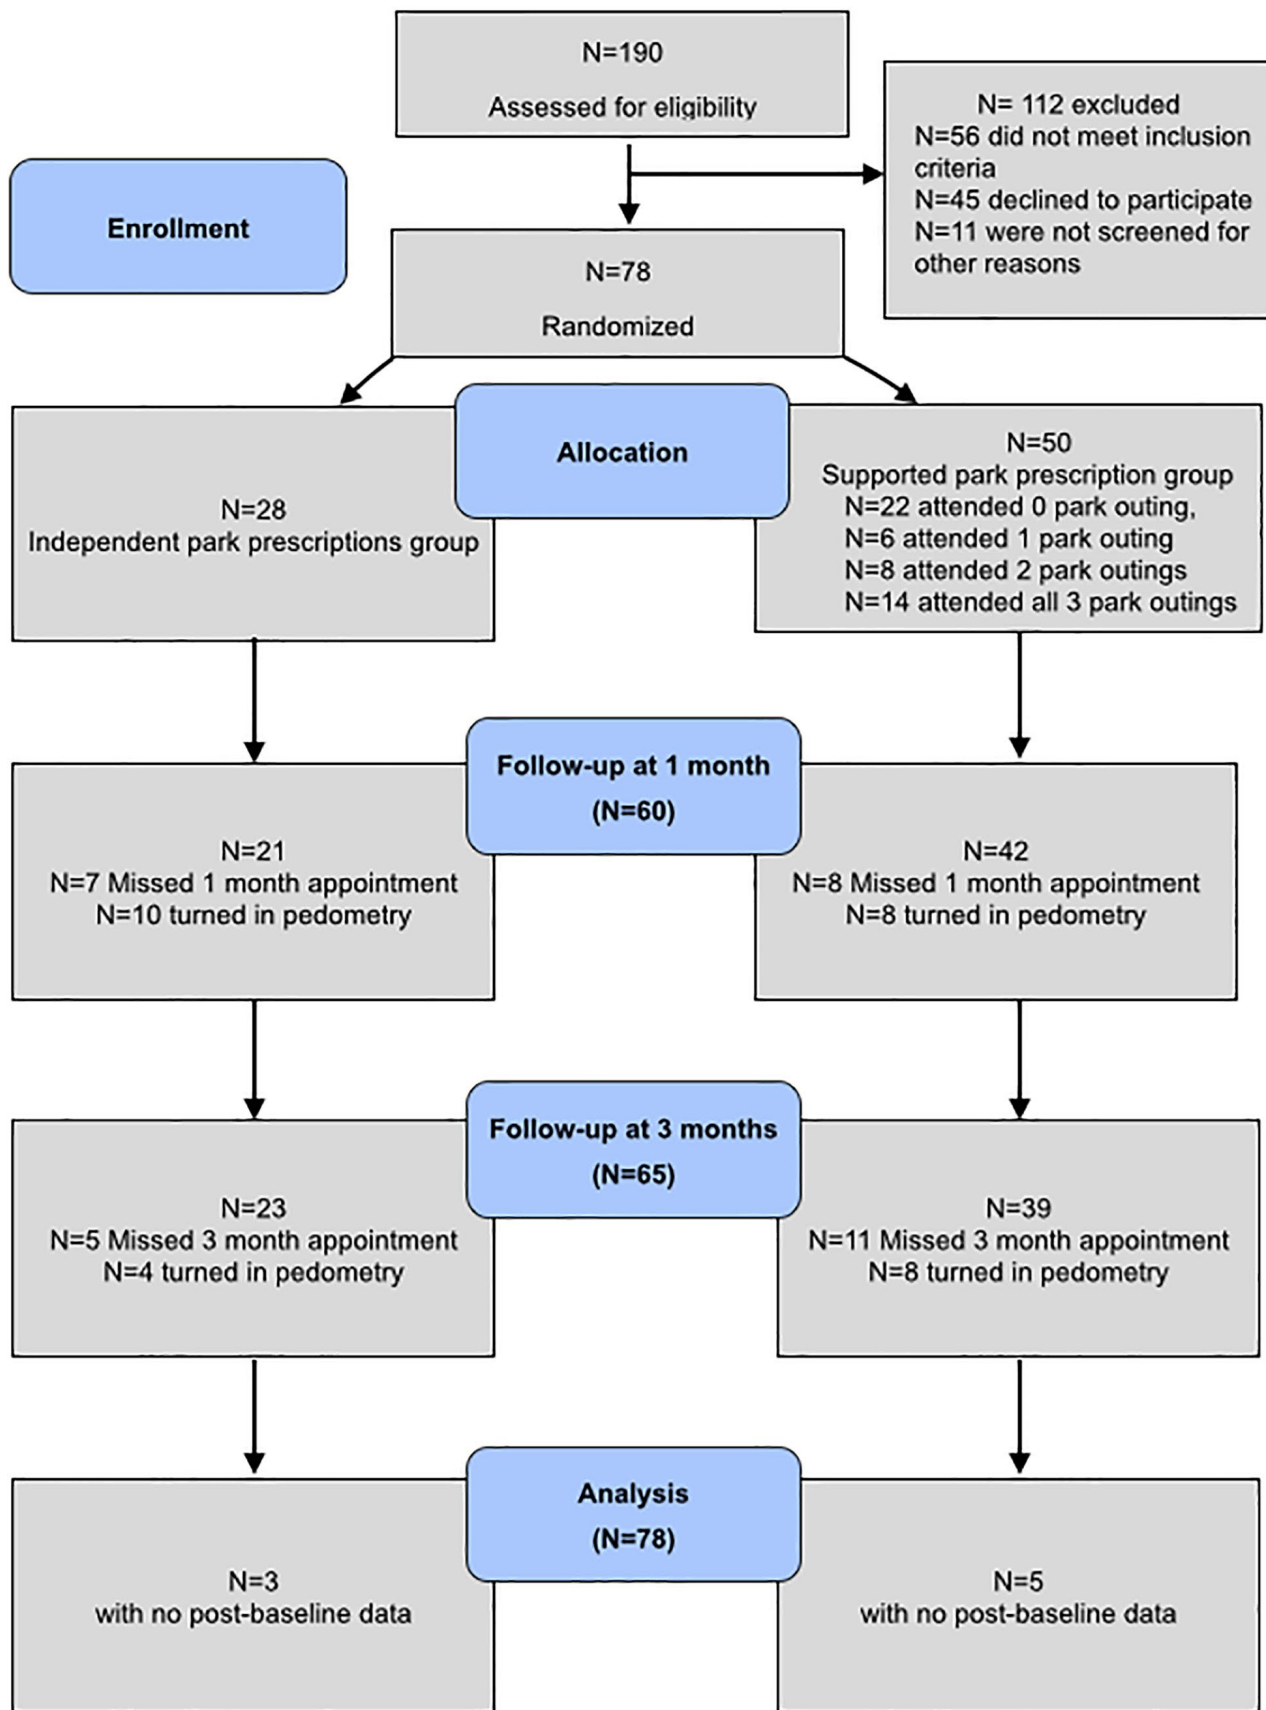 N=190
Assessed for eligibility
N= 112 excluded
N=56 did not meet inclusion
criteria
N=45 declined to participate
N=11 were not screened for
other reasons
Enrollment
N=78
Randomized
Allocation
N=28
Independent park prescriptions group
N=50
Supported park prescription group
N=22 attended 0 park outing,
N=6 attended 1 park outing
N=8 attended 2 park outings
N=14 attended all 3 park outings
Follow-up at 1 month
(N=60)
N=21
N=7 Missed 1 month appointment
N=10 turned in pedometry
N=42
N=8 Missed 1 month appointment
N=8 turned in pedometry
Follow-up at 3 months
(N=65)
N=23
N=5 Missed 3 month appointment
N=4 turned in pedometry
N=39
N=11 Missed 3 month appointment
N=8 turned in pedometry
Analysis
(N=78)
N=3
with no post-baseline data
N=5
with no post-baseline data